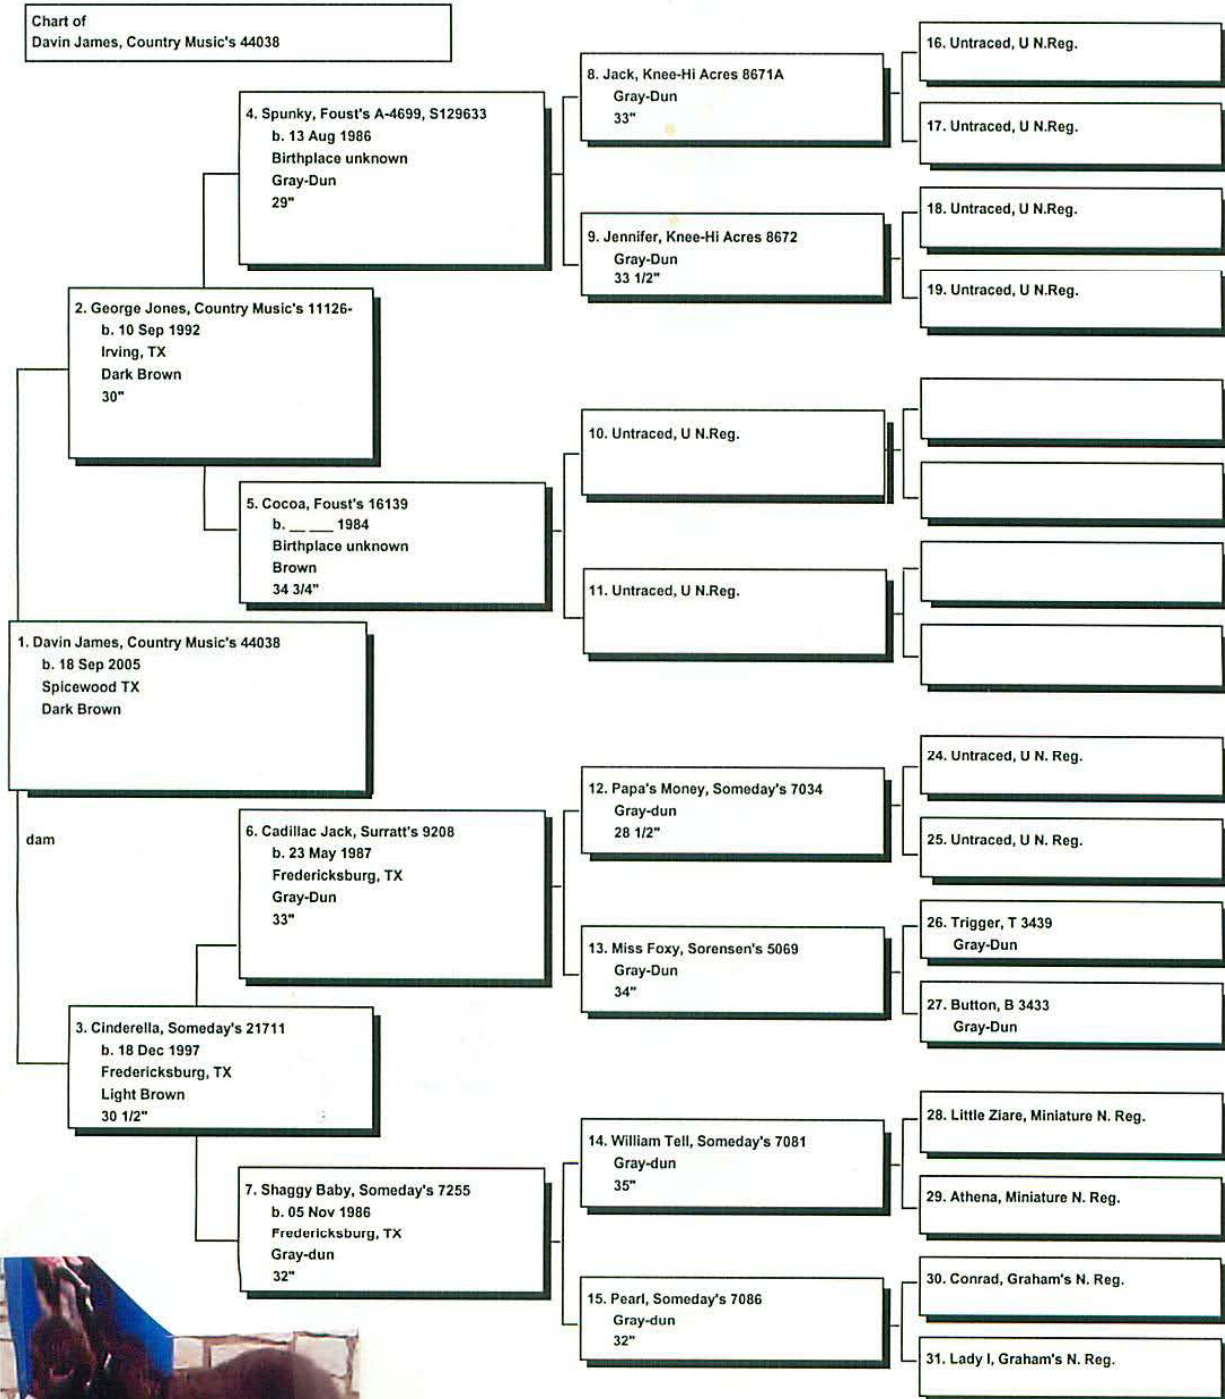 Chart of
Davin James, Country Music's 44038
1. Davin James, Country Music's 44038
b. 18 Sep 2005
Spicewood TX
Dark Brown
dam
2. George Jones, Country Music's 11126-
b. 10 Sep 1992
Irving, TX
Dark Brown
30"
3. Cinderella, Someday's 21711
b. 18 Dec 1997
Fredericksburg, TX
Light Brown
30 1/2"
4. Spunky, Foust's A-4699, S129633
b. 13 Aug 1986
Birthplace unknown
Gray-Dun
29"
5. Cocoa, Foust's 16139
b. __ ___ 1984
Birthplace unknown
Brown
34 3/4"
6. Cadillac Jack, Surratt's 9208
b. 23 May 1987
Fredericksburg, TX
Gray-Dun
33"
7. Shaggy Baby, Someday's 7255
b. 05 Nov 1986
Fredericksburg, TX
Gray-dun
32"
8. Jack, Knee-Hi Acres 8671A
Gray-Dun
33"
9. Jennifer, Knee-Hi Acres 8672
Gray-Dun
33 1/2"
10. Untraced, U N.Reg.
11. Untraced, U N.Reg.
12. Papa's Money, Someday's 7034
Gray-dun
28 1/2"
13. Miss Foxy, Sorensen's 5069
Gray-Dun
34"
14. William Tell, Someday's 7081
Gray-dun
35"
15. Pearl, Someday's 7086
Gray-dun
32"
16. Untraced, U N.Reg.
17. Untraced, U N.Reg.
18. Untraced, U N.Reg.
19. Untraced, U N.Reg.
24. Untraced, U N. Reg.
25. Untraced, U N. Reg.
26. Trigger, T 3439
Gray-Dun
27. Button, B 3433
Gray-Dun
28. Little Ziare, Miniature N. Reg.
29. Athena, Miniature N. Reg.
30. Conrad, Graham's N. Reg.
31. Lady I, Graham's N. Reg.